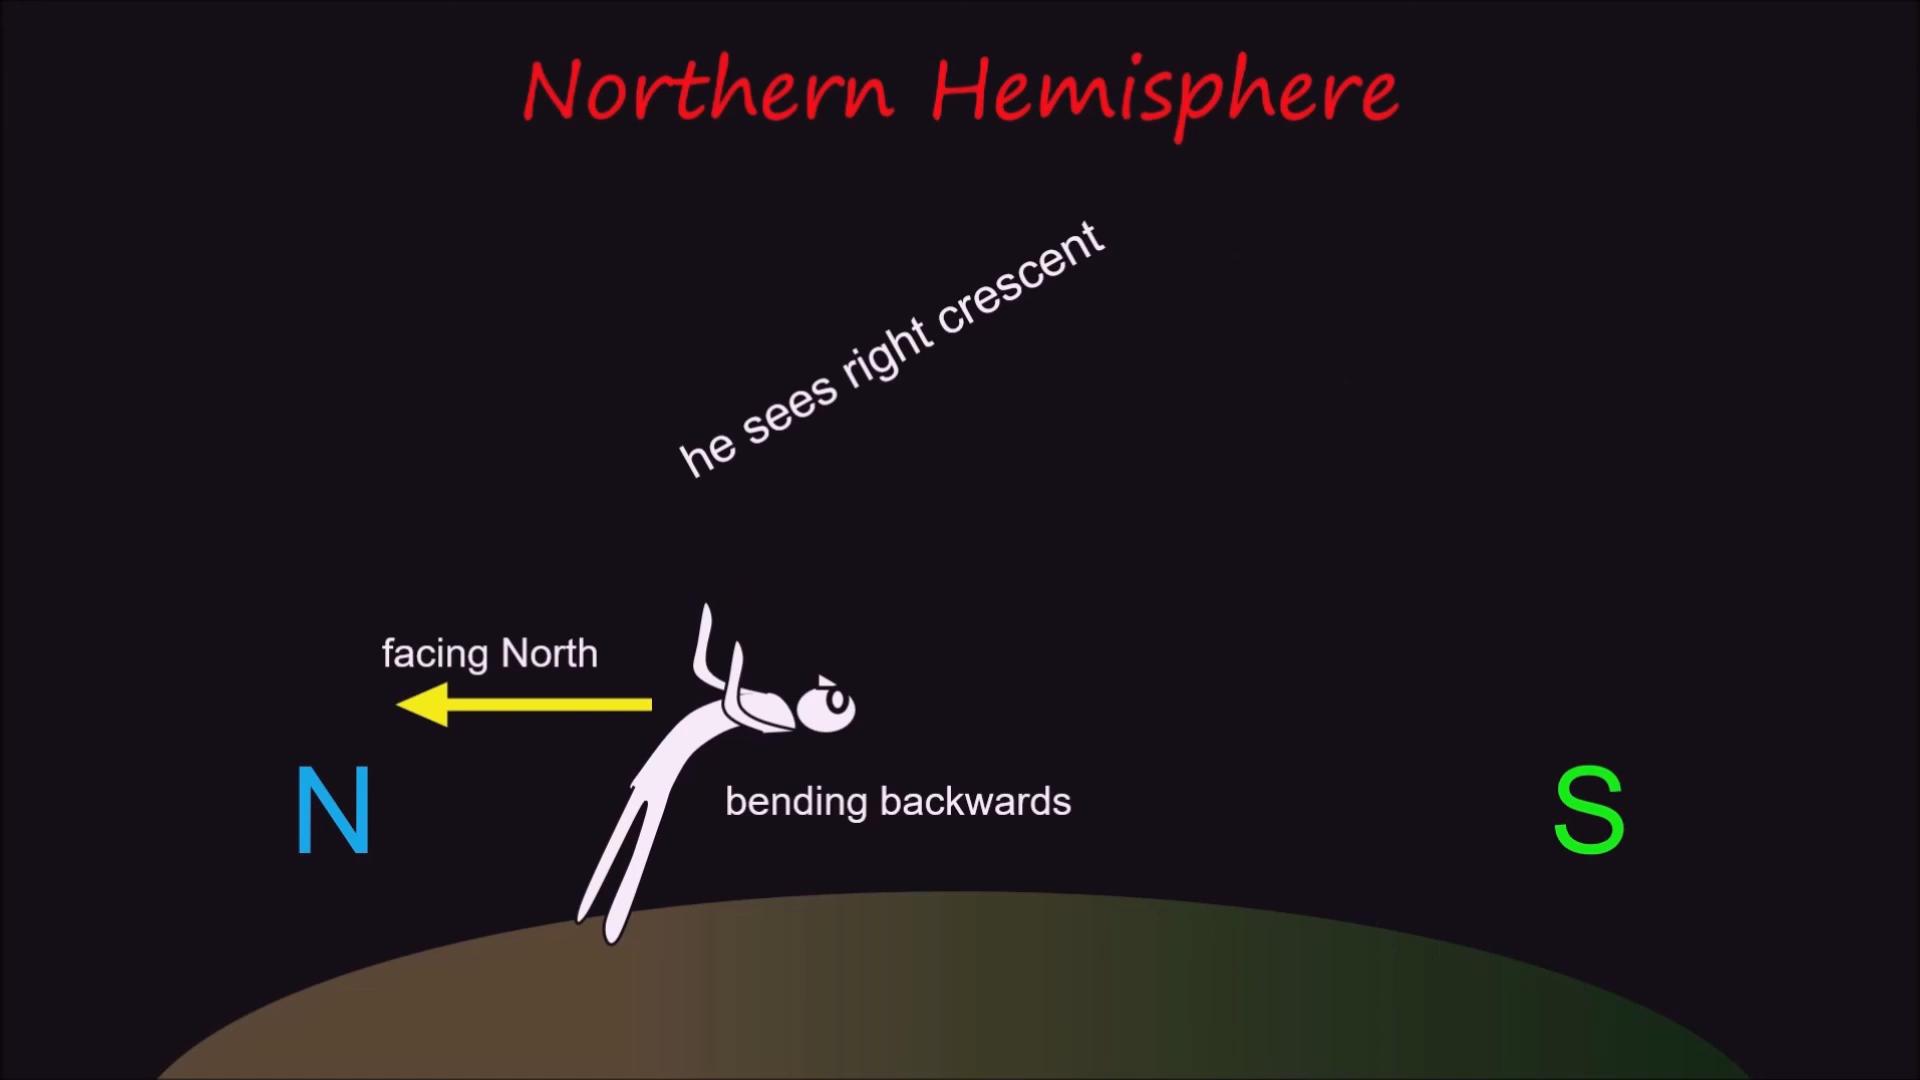 Northern Hemisphere
he sees right crescent
facing North
N
bending backwards
S